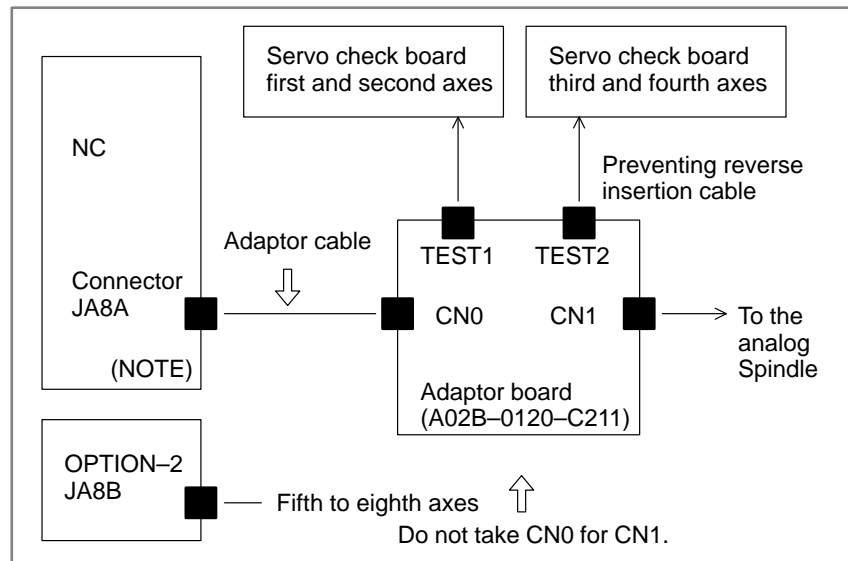 Servo check board
first and second axes
Servo check board
third and fourth axes
NC
Preventing reverse
insertion cable
Adaptor cable
TEST1
TEST2
Connector
JA8A
CN0
CN1
To the
analog
Spindle
(NOTE)
Adaptor board
(A02B–0120–C211)
OPTION–2
JA8B
Fifth to eighth axes
Do not take CN0 for CN1.